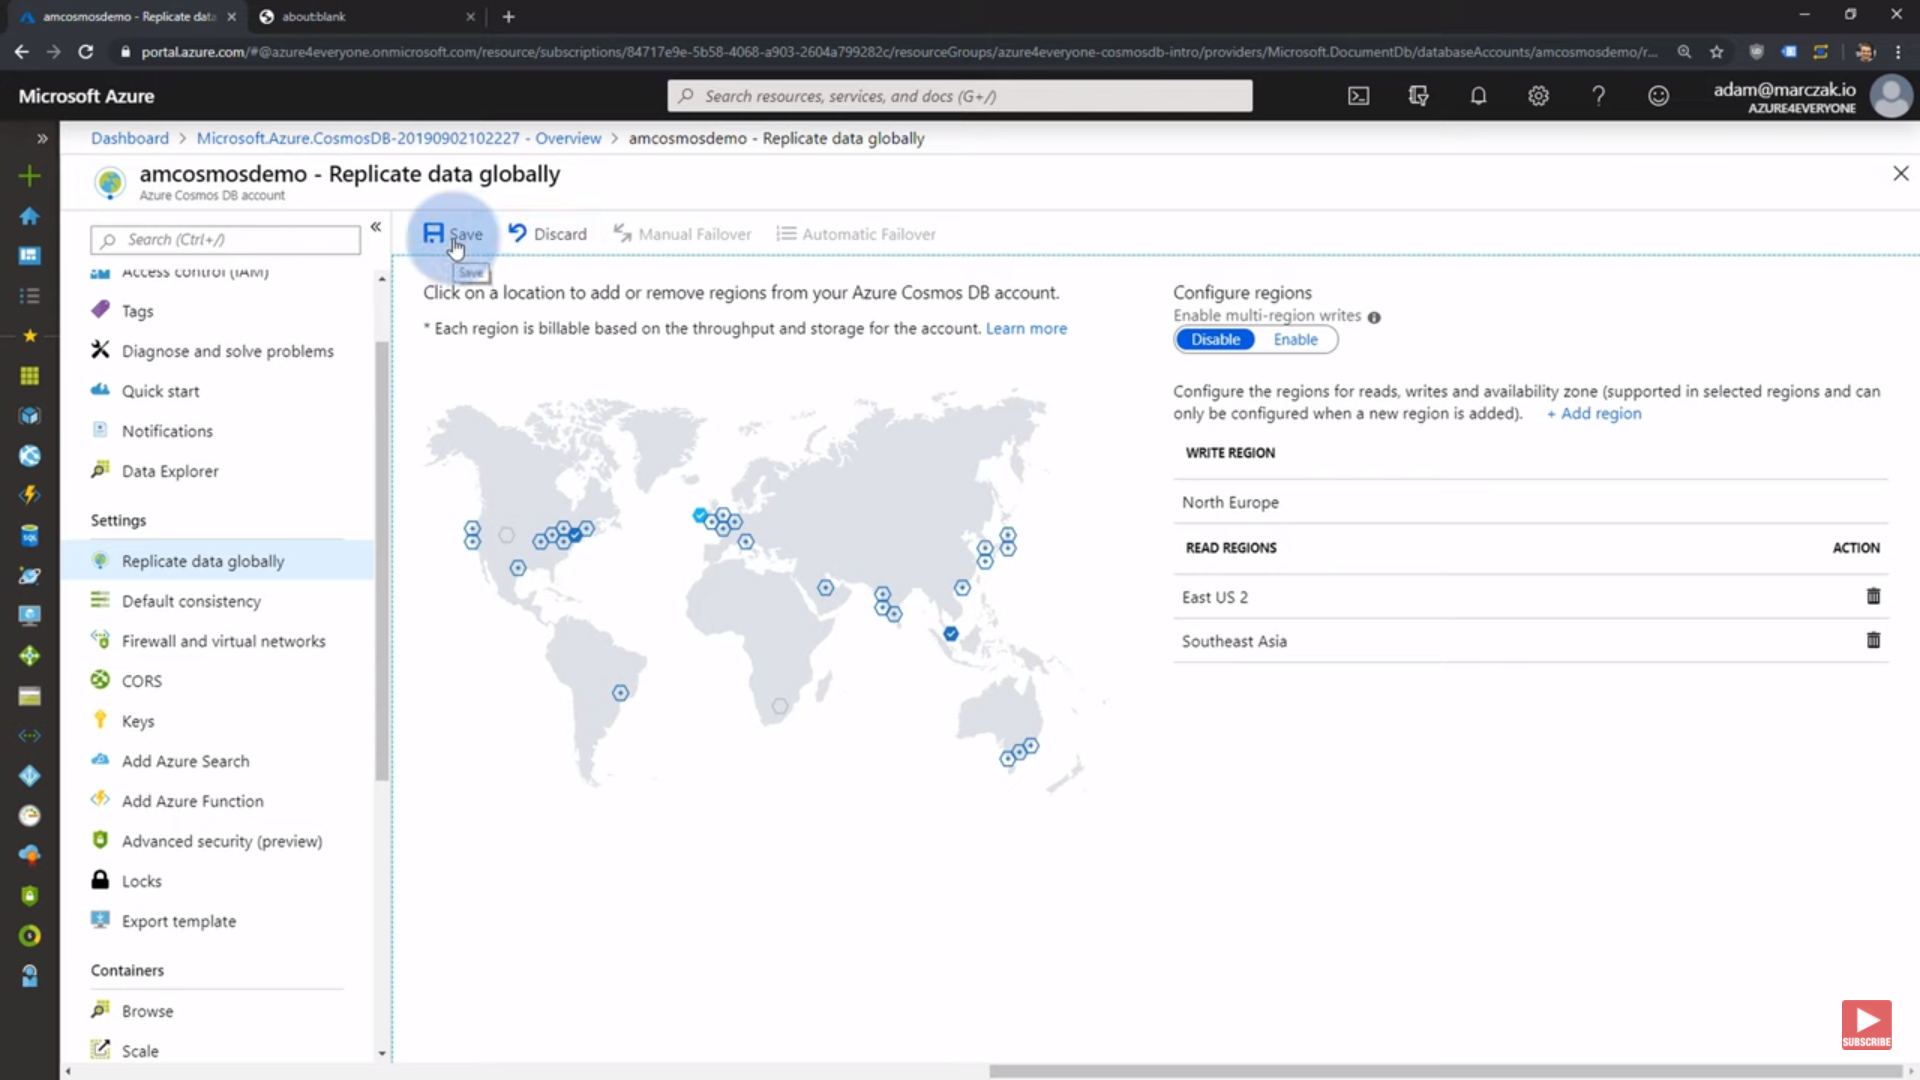 amcosmosdemo - Replicate data
about:blank
portal.azure.com/#@azure4everyone.onmicrosoft.com/resource/subscriptions/84717e9e-5b58-4068-a903-2604a799282c/resourceGroups/azure4everyone-cosmosdb-intro/providers/Microsoft.DocumentDb/databaseAccounts/amcosmosdemo/r...
Microsoft Azure
Search resources, services, and docs (G+/)
adam@marczak.io
AZURE4EVERYONE
Dashboard > Microsoft.Azure.CosmosDB-20190902102227 - Overview > amcosmosdemo - Replicate data globally
amcosmosdemo - Replicate data globally
Azure Cosmos DB account
Search (Ctrl+/)
Access control (IAM)
Tags
Diagnose and solve problems
Quick start
Notifications
Data Explorer
Settings
Replicate data globally
Default consistency
Firewall and virtual networks
CORS
Keys
Add Azure Search
Add Azure Function
Advanced security (preview)
Locks
Export template
Containers
Browse
Scale
Save
Discard
Manual Failover
Automatic Failover
Save
Click on a location to add or remove regions from your Azure Cosmos DB account.
* Each region is billable based on the throughput and storage for the account. Learn more
Configure regions
Enable multi-region writes
Disable
Enable
Configure the regions for reads, writes and availability zone (supported in selected regions and can
only be configured when a new region is added). + Add region
WRITE REGION
North Europe
READ REGIONS
ACTION
East US 2
Southeast Asia
SQL
SUBSCRIBE